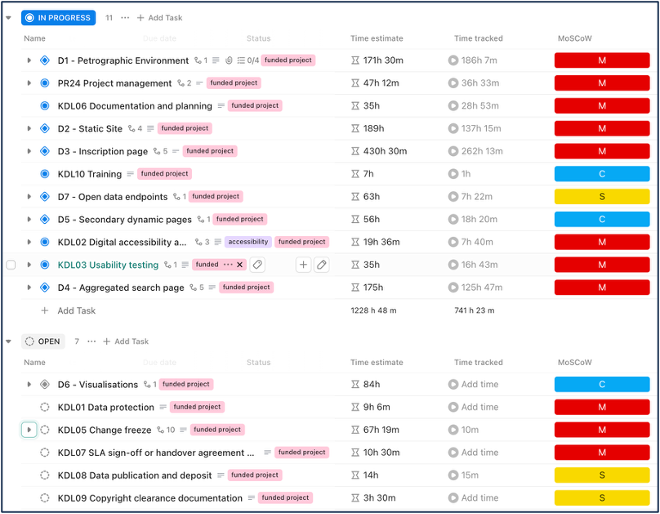 IN PROGRESS 11 ... + Add Task
Name Due date Status Time estimate Time tracked MoSCoW
D1 - Petrographic Environment 1 0/4 funded project 171h 30m 186h 7m M
PR24 Project management 2 funded project 47h 12m 36h 33m M
KDL06 Documentation and planning funded project 35h 28h 53m M
D2 - Static Site 4 funded project 189h 137h 15m M
D3 - Inscription page 5 funded project 430h 30m 262h 13m M
KDL10 Training funded project 7h 1h C
D7 - Open data endpoints 1 funded project 63h 7h 22m S
D5 - Secondary dynamic pages 1 funded project 56h 18h 20m C
KDL02 Digital accessibility a... 3 accessibility funded project 19h 36m 7h 40m M
KDL03 Usability testing 1 funded ... × + 35h 16h 43m M
D4 - Aggregated search page 5 funded project 175h 125h 47m M
+ Add Task 1228 h 48 m 741 h 23 m
OPEN 7 ... + Add Task
Name Due date Status Time estimate Time tracked MoSCoW
D6 - Visualisations 1 funded project 84h Add time C
KDL01 Data protection funded project 9h 6m Add time M
KDL05 Change freeze 10 funded project 67h 19m 10m M
KDL07 SLA sign-off or handover agreement ... funded project 10h 30m Add time M
KDL08 Data publication and deposit funded project 14h 15m S
KDL09 Copyright clearance documentation funded project 3h 30m Add time S